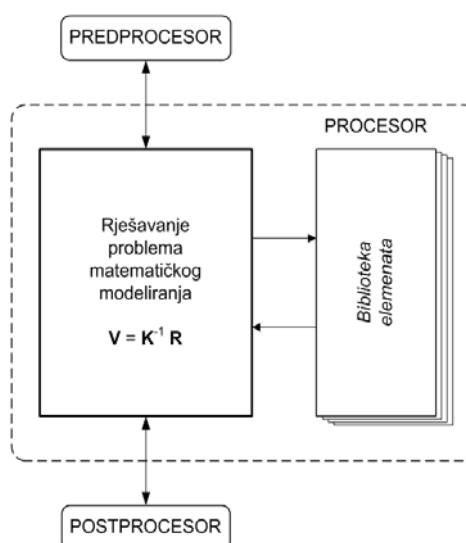 PREDPROCESOR
PROCESOR
Rješavanje
problema
matematičkog
modeliranja
V = K⁻¹ R
Biblioteka
elemenata
POSTPROCESOR